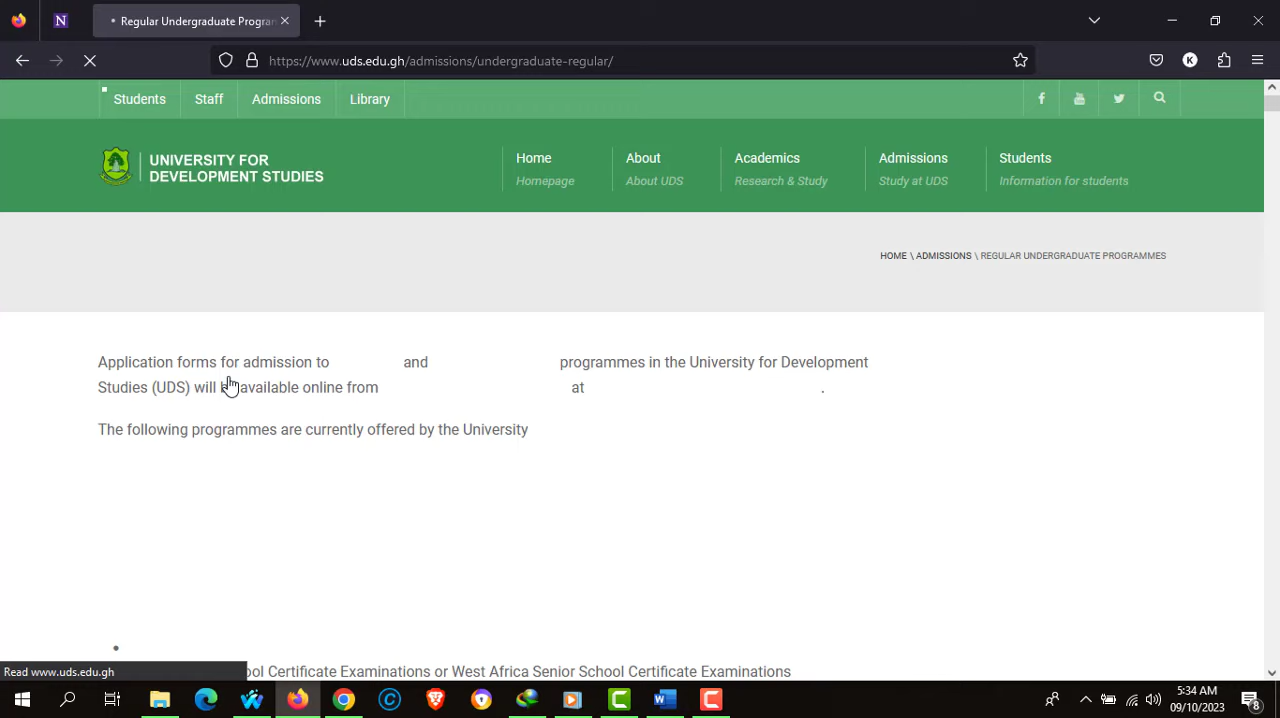 N
Regular Undergraduate Progran
https://www.uds.edu.gh/admissions/undergraduate-regular/
K
Students
Staff
Admissions
Library
UNIVERSITY FOR
DEVELOPMENT STUDIES
Home
Homepage
About
About UDS
Academics
Research & Study
Admissions
Study at UDS
Students
Information for students
HOME \ ADMISSIONS \ REGULAR UNDERGRADUATE PROGRAMMES
Application forms for admission to and programmes in the University for Development
Studies (UDS) will be available online from at .
The following programmes are currently offered by the University
ol Certificate Examinations or West Africa Senior School Certificate Examinations
Read www.uds.edu.gh
5:34 AM
09/10/2023
8